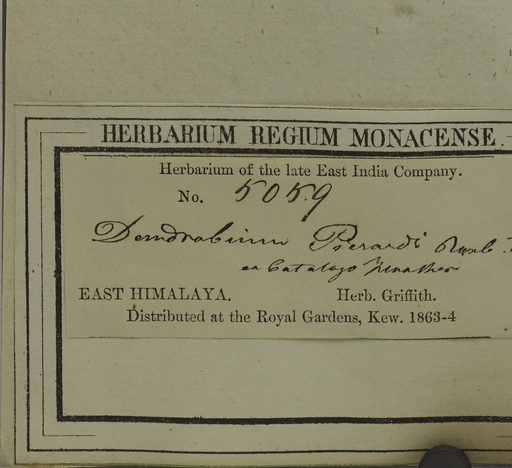 HERBARIUM REGIUM MONACENSE.
Herbarium of the late East India Company.
No. 5059
Dendrobium Pierardi Roxb.
ex Catalogo
EAST HIMALAYA. Herb. Griffith.
Distributed at the Royal Gardens, Kew. 1863-4